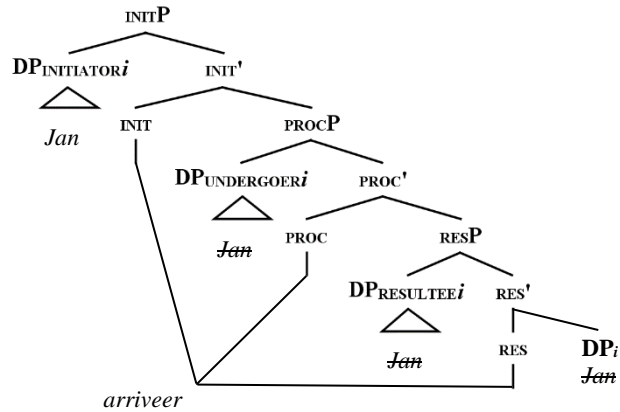 INITP
DPINITIATORi INIT'
Jan INIT PROCP
DPUNDERGOERi PROC'
Jan PROC RESP
DPRESULTEEi RES'
Jan RES DPi
Jan
arriveer